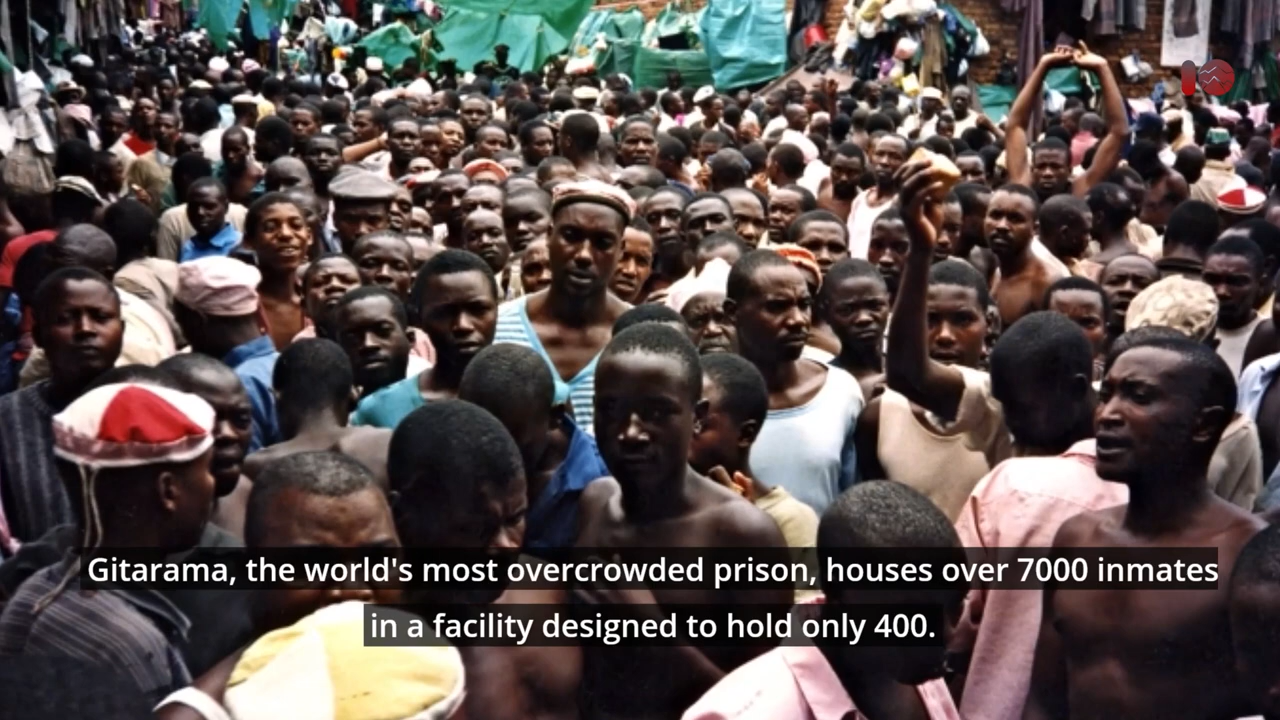 Gitarama, the world's most overcrowded prison, houses over 7000 inmates
in a facility designed to hold only 400.